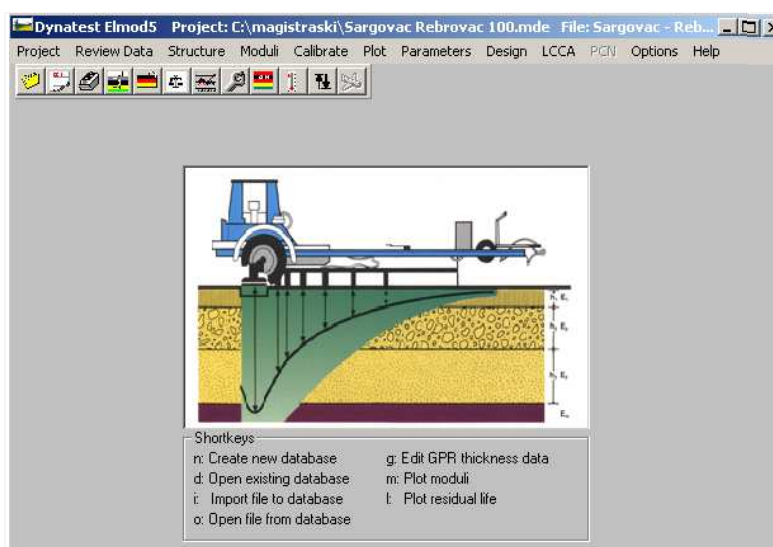 Dynatest Elmod5 Project: C:\magistraski\Sargovac Rebrovac 100.mde File: Sargovac - Reb...
Project Review Data Structure Moduli Calibrate Plot Parameters Design LCCA PCN Options Help
Shortkeys
n: Create new database
d: Open existing database
i: Import file to database
o: Open file from database
g: Edit GPR thickness data
m: Plot moduli
l: Plot residual life